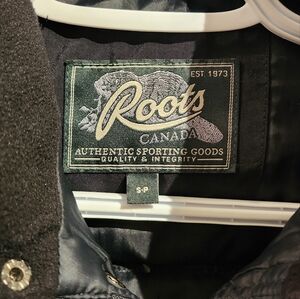 EST 1973
Roots
CANADA
AUTHENTIC SPORTING GOODS
QUALITY & INTEGRITY
S-P